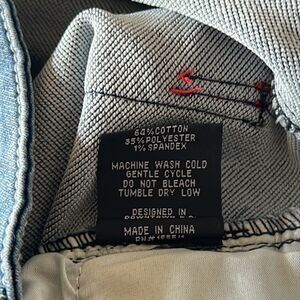 64%COTTON
35%POLYESTER
1%SPANDEX
MACHINE WASH COLD
GENTLE CYCLE
DO NOT BLEACH
TUMBLE DRY LOW
DESIGNED IN
MADE IN CHINA